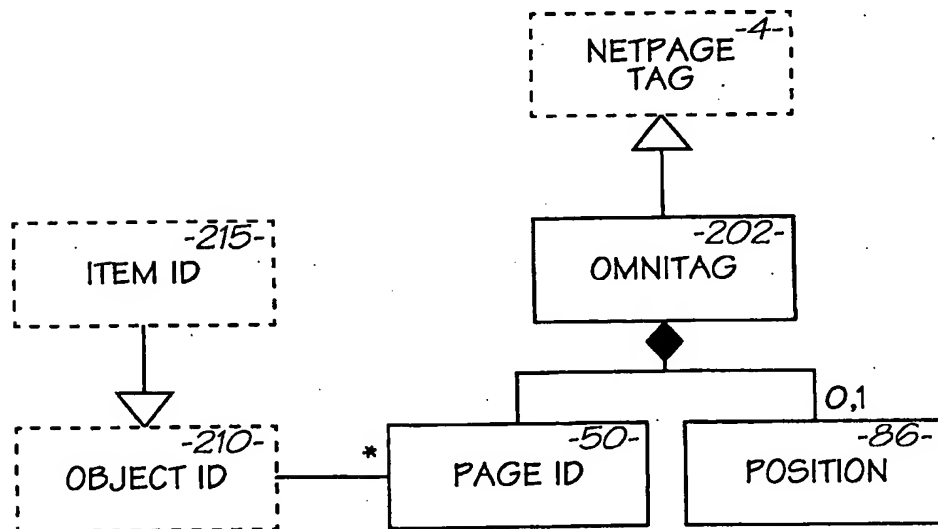 -4-
NETPAGE
TAG
-215-
ITEM ID
-202-
OMNITAG
0,1
-210-
OBJECT ID
*
-50-
PAGE ID
-86-
POSITION